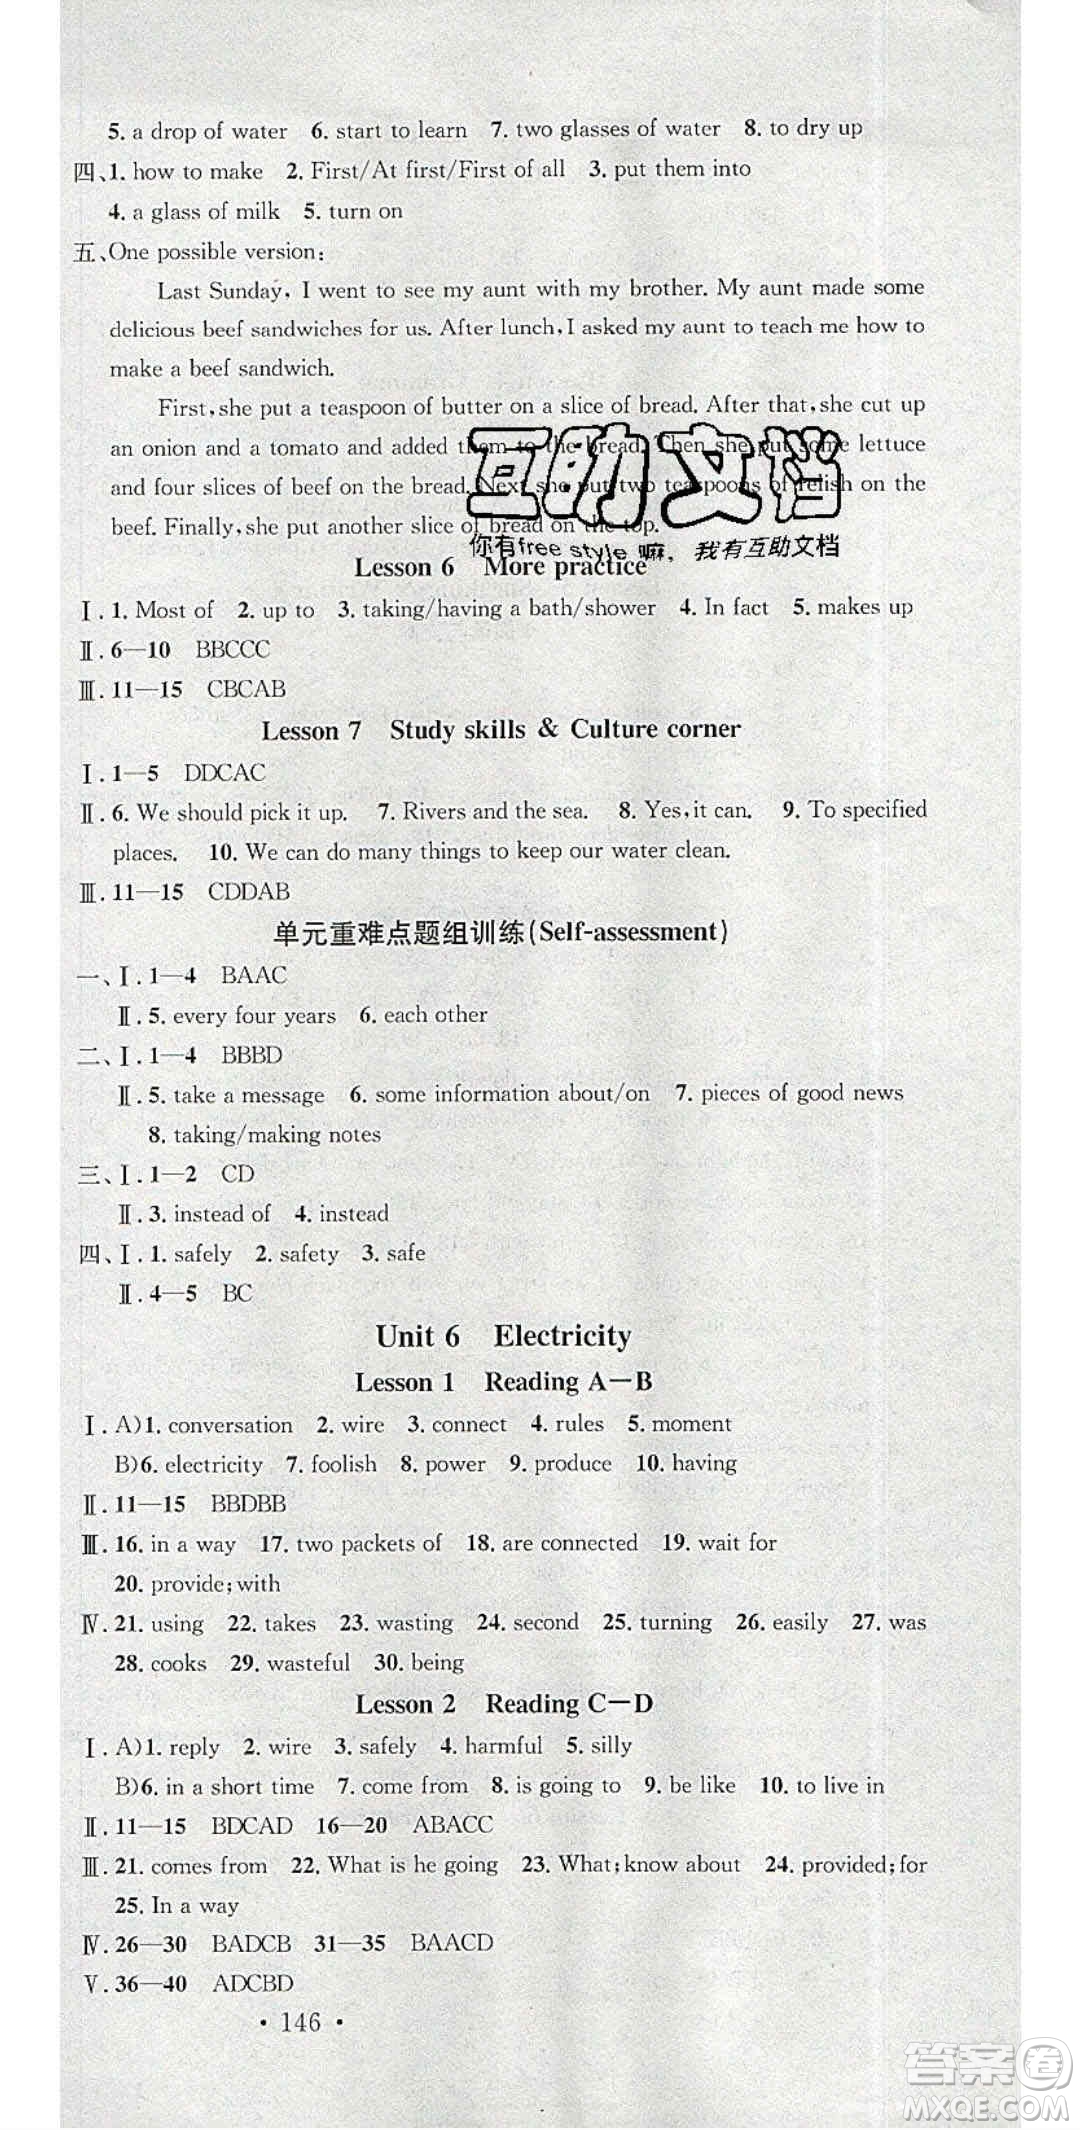 5. a drop of water 6. start to learn 7. two glasses of water 8. to dry up
四、1. how to make 2. First/At first/First of all 3. put them into
4. a glass of milk 5. turn on
五、One possible version:
Last Sunday, I went to see my aunt with my brother. My aunt made some
delicious beef sandwiches for us. After lunch, I asked my aunt to teach me how to
make a beef sandwich.
First, she put a teaspoon of butter on a slice of bread. After that, she cut up
an onion and a tomato and added them to the bread. Then she put some lettuce
and four slices of beef on the bread. Next she put two teaspoons of relish on the
beef. Finally, she put another slice of bread on the top.
互助文档
你有free style嘛，我有互助文档
Lesson 6 More practice
Ⅰ. 1. Most of 2. up to 3. taking/having a bath/shower 4. In fact 5. makes up
Ⅱ. 6—10 BBCCC
Ⅲ. 11—15 CBCAB
Lesson 7 Study skills & Culture corner
Ⅰ. 1—5 DDCAC
Ⅱ. 6. We should pick it up. 7. Rivers and the sea. 8. Yes, it can. 9. To specified
places. 10. We can do many things to keep our water clean.
Ⅲ. 11—15 CDDAB
单元重难点题组训练(Self-assessment)
一、Ⅰ. 1—4 BAAC
Ⅱ. 5. every four years 6. each other
二、Ⅰ. 1—4 BBBD
Ⅱ. 5. take a message 6. some information about/on 7. pieces of good news
8. taking/making notes
三、Ⅰ. 1—2 CD
Ⅱ. 3. instead of 4. instead
四、Ⅰ. 1. safely 2. safety 3. safe
Ⅱ. 4—5 BC
Unit 6 Electricity
Lesson 1 Reading A—B
Ⅰ. A)1. conversation 2. wire 3. connect 4. rules 5. moment
B)6. electricity 7. foolish 8. power 9. produce 10. having
Ⅱ. 11—15 BBDBB
Ⅲ. 16. in a way 17. two packets of 18. are connected 19. wait for
20. provide; with
Ⅳ. 21. using 22. takes 23. wasting 24. second 25. turning 26. easily 27. was
28. cooks 29. wasteful 30. being
Lesson 2 Reading C—D
Ⅰ. A)1. reply 2. wire 3. safely 4. harmful 5. silly
B)6. in a short time 7. come from 8. is going to 9. be like 10. to live in
Ⅱ. 11—15 BDCAD 16—20 ABACC
Ⅲ. 21. comes from 22. What is he going 23. What; know about 24. provided; for
25. In a way
Ⅳ. 26—30 BADCB 31—35 BAACD
Ⅴ. 36—40 ADCBD
· 146 ·
答案圈
MXQE.COM